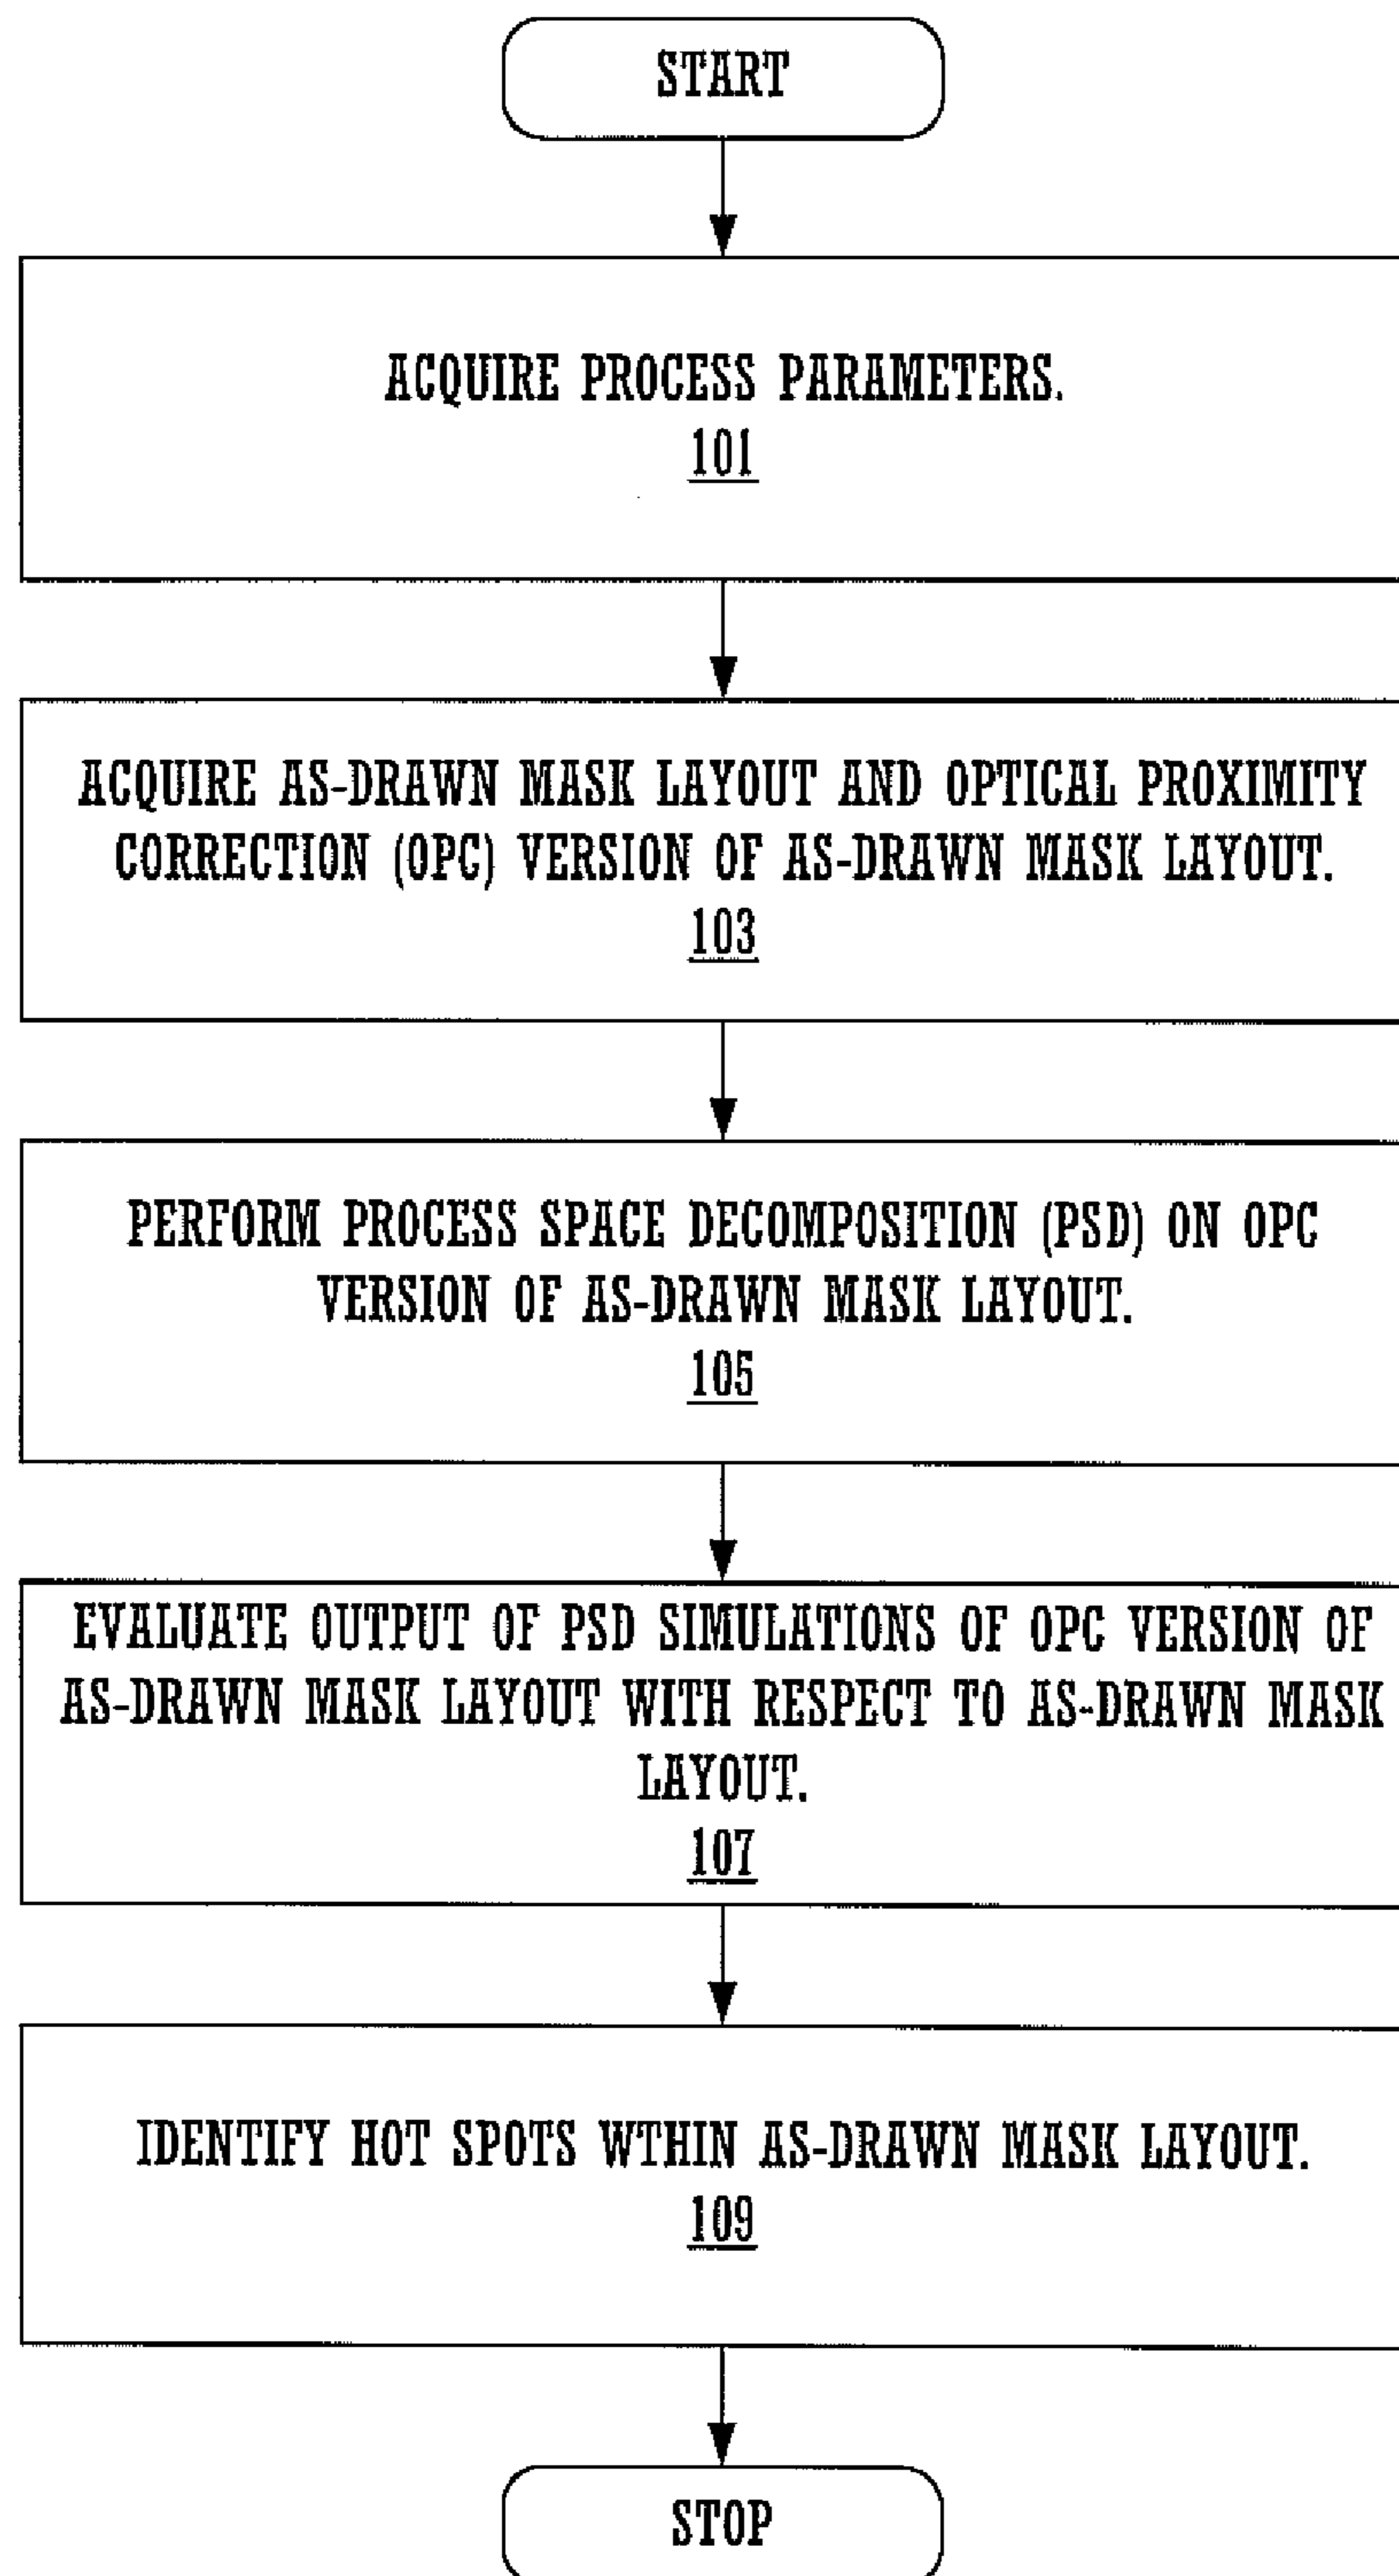 START
ACQUIRE PROCESS PARAMETERS.
101
ACQUIRE AS-DRAWN MASK LAYOUT AND OPTICAL PROXIMITY
CORRECTION (OPC) VERSION OF AS-DRAWN MASK LAYOUT.
103
PERFORM PROCESS SPACE DECOMPOSITION (PSD) ON OPC
VERSION OF AS-DRAWN MASK LAYOUT.
105
EVALUATE OUTPUT OF PSD SIMULATIONS OF OPC VERSION OF
AS-DRAWN MASK LAYOUT WITH RESPECT TO AS-DRAWN MASK
LAYOUT.
107
IDENTIFY HOT SPOTS WTHIN AS-DRAWN MASK LAYOUT.
109
STOP